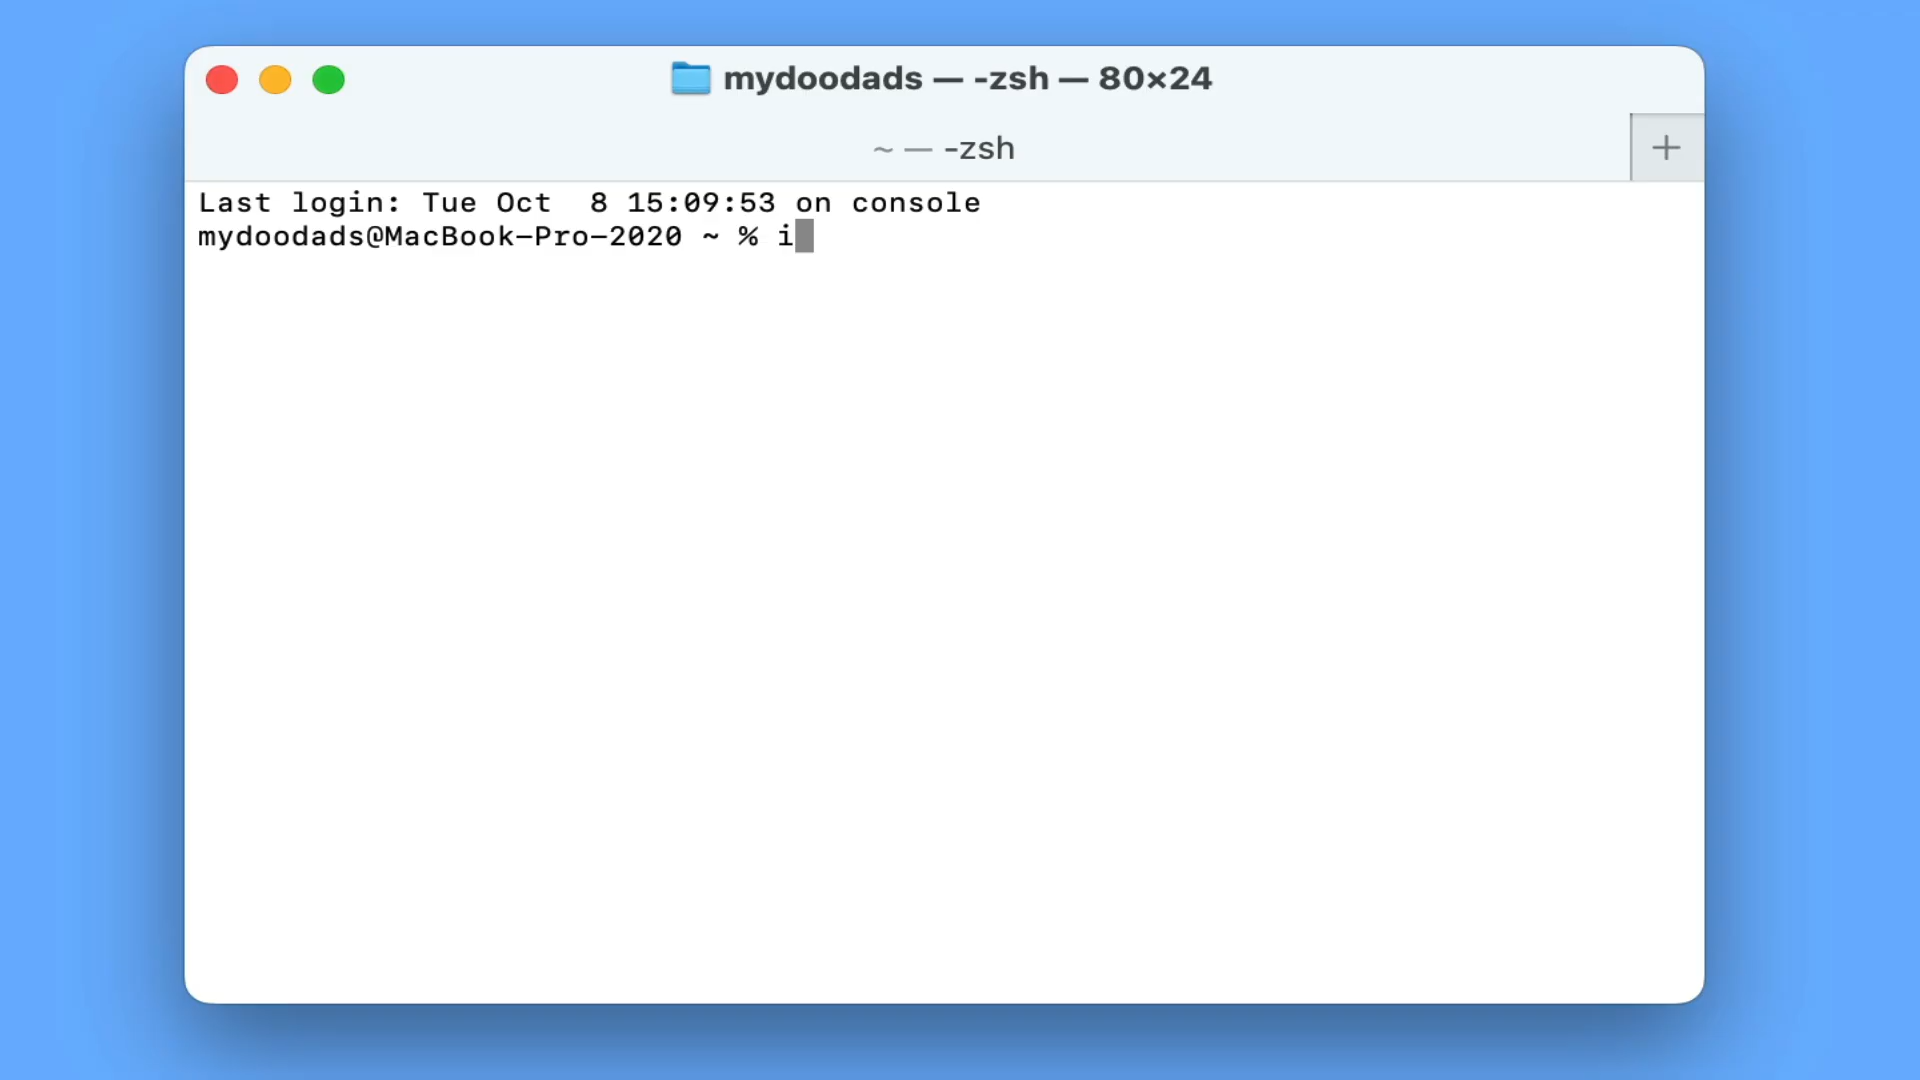 mydoodads — -zsh — 80×24
~ — -zsh
Last login: Tue Oct  8 15:09:53 on console
mydoodads@MacBook-Pro-2020 ~ % i